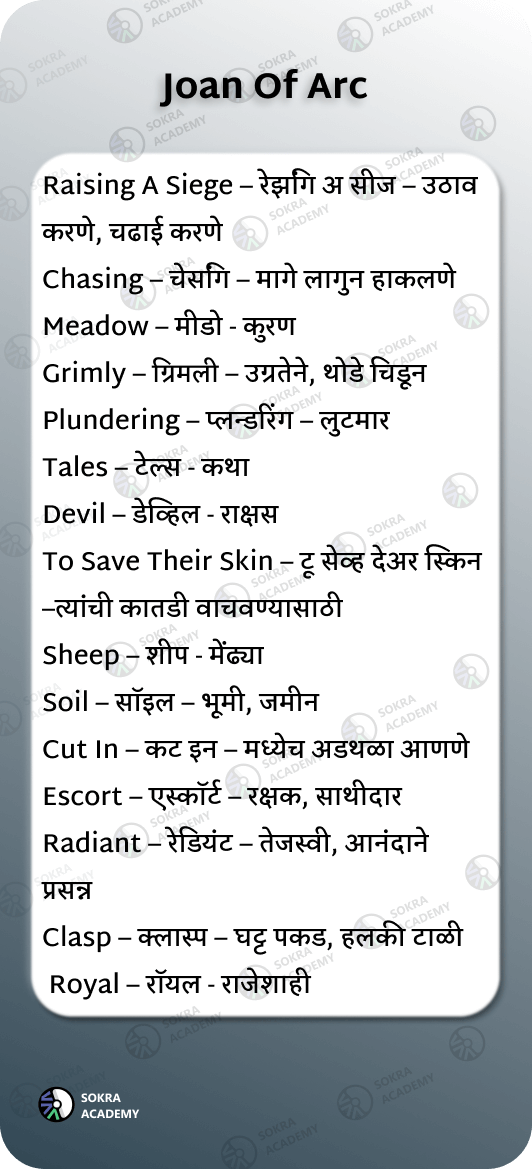 Joan Of Arc
Raising A Siege – रेझिंग अ सीज – उठाव
करणे, चढाई करणे
Chasing – चेसिंग – मागे लागुन हाकलणे
Meadow – मीडो - कुरण
Grimly – ग्रिमली – उग्रतेने, थोडे चिडून
Plundering – प्लन्डरिंग – लुटमार
Tales – टेल्स - कथा
Devil – डेव्हिल - राक्षस
To Save Their Skin – टू सेव्ह देअर स्किन
–त्यांची कातडी वाचवण्यासाठी
Sheep – शीप - मेंढ्या
Soil – सॉइल – भूमी, जमीन
Cut In – कट इन – मध्येच अडथळा आणणे
Escort – एस्कॉर्ट – रक्षक, साथीदार
Radiant – रेडियंट – तेजस्वी, आनंदाने
प्रसन्न
Clasp – क्लास्प – घट्ट पकड, हलकी टाळी
Royal – रॉयल - राजेशाही
SOKRA
ACADEMY